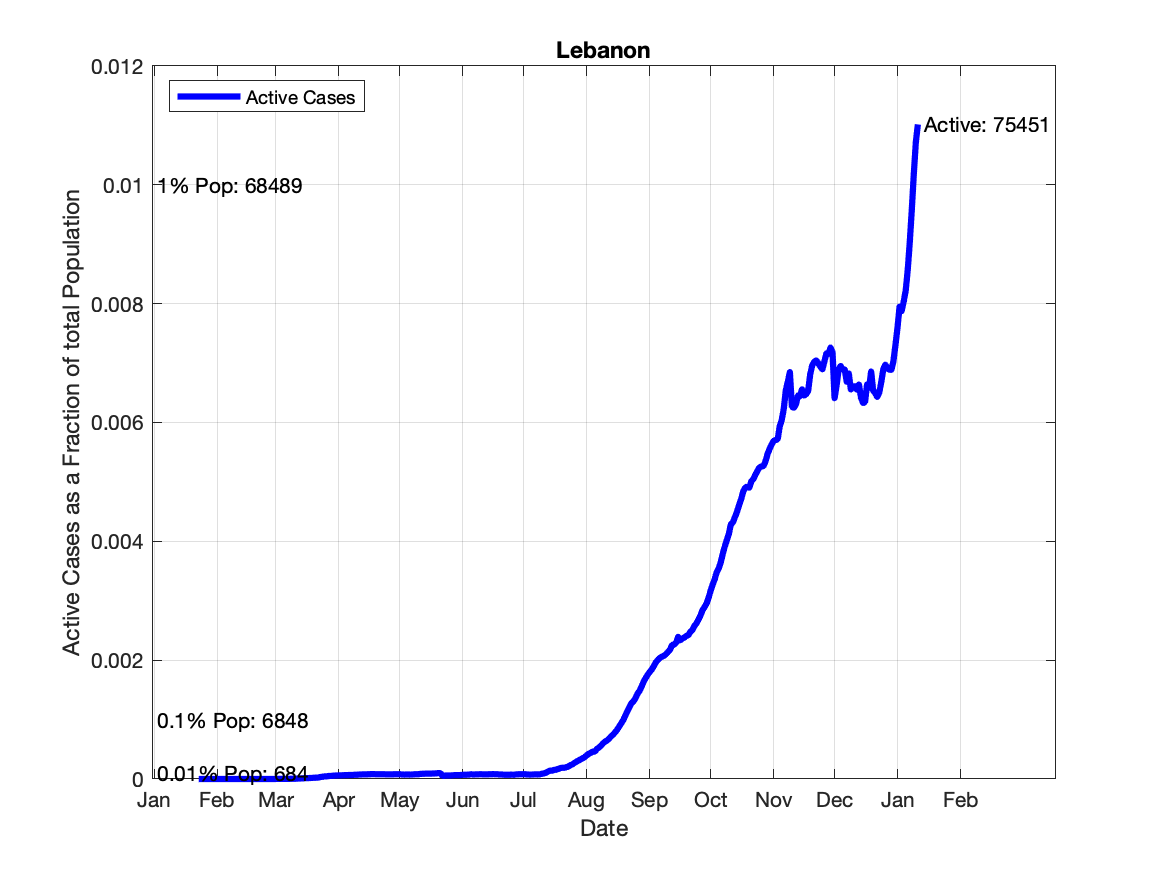 Lebanon
0.012
0.01
0.008
0.006
0.004
0.002
0
Active Cases as a Fraction of total Population
Active Cases
Active: 75451
1% Pop: 68489
0.1% Pop: 6848
0.01% Pop: 684
Jan Feb Mar Apr May Jun Jul Aug Sep Oct Nov Dec Jan Feb
Date